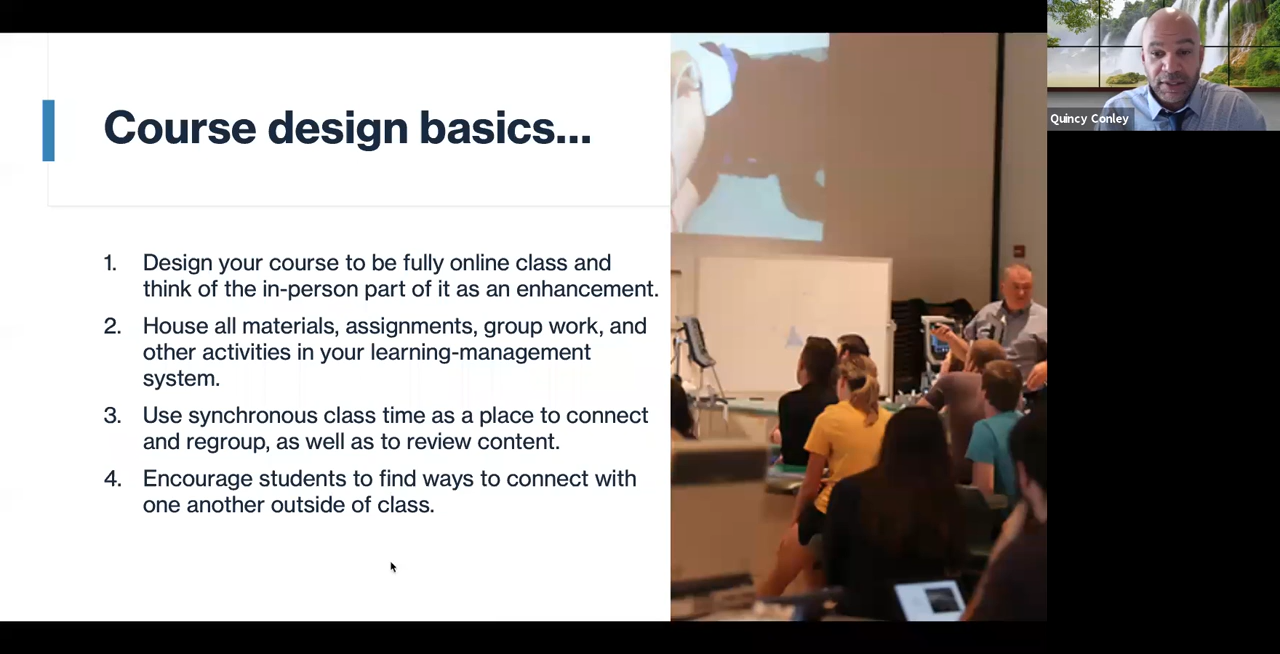 Course design basics...
1. Design your course to be fully online class and
think of the in-person part of it as an enhancement.
2. House all materials, assignments, group work, and
other activities in your learning-management
system.
3. Use synchronous class time as a place to connect
and regroup, as well as to review content.
4. Encourage students to find ways to connect with
one another outside of class.
Quincy Conley